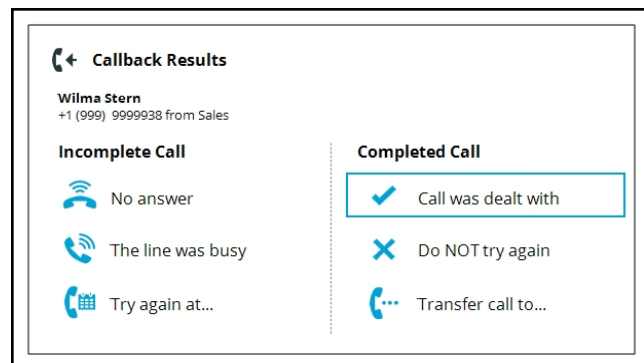 Callback Results
Wilma Stern
+1 (999) 9999938 from Sales
Incomplete Call
No answer
The line was busy
Try again at...
Completed Call
Call was dealt with
Do NOT try again
Transfer call to...